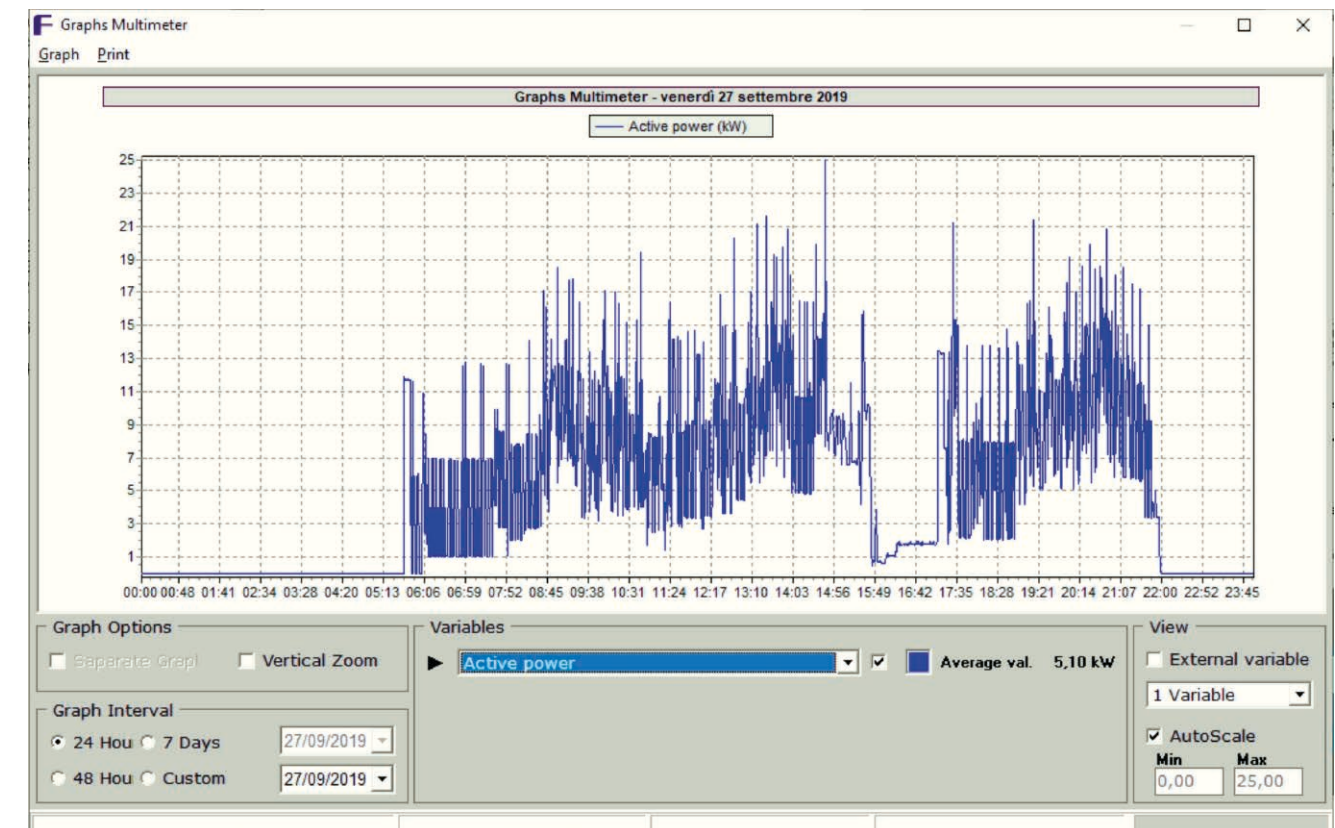 Graphs Multimeter
Graph Print
Graphs Multimeter - venerdì 27 settembre 2019
Active power (kW)
25
23
21
19
17
15
13
11
9
7
5
3
1
00:00 00:48 01:41 02:34 03:28 04:20 05:13 06:06 06:59 07:52 08:45 09:38 10:31 11:24 12:17 13:10 14:03 14:56 15:49 16:42 17:35 18:28 19:21 20:14 21:07 22:00 22:52 23:45
Graph Options
Saparate Grapl Vertical Zoom
Graph Interval
24 Hou 7 Days 27/09/2019
48 Hou Custom 27/09/2019
Variables
Active power Average val. 5,10 kW
View
External variable
1 Variable
AutoScale
Min Max
0,00 25,00